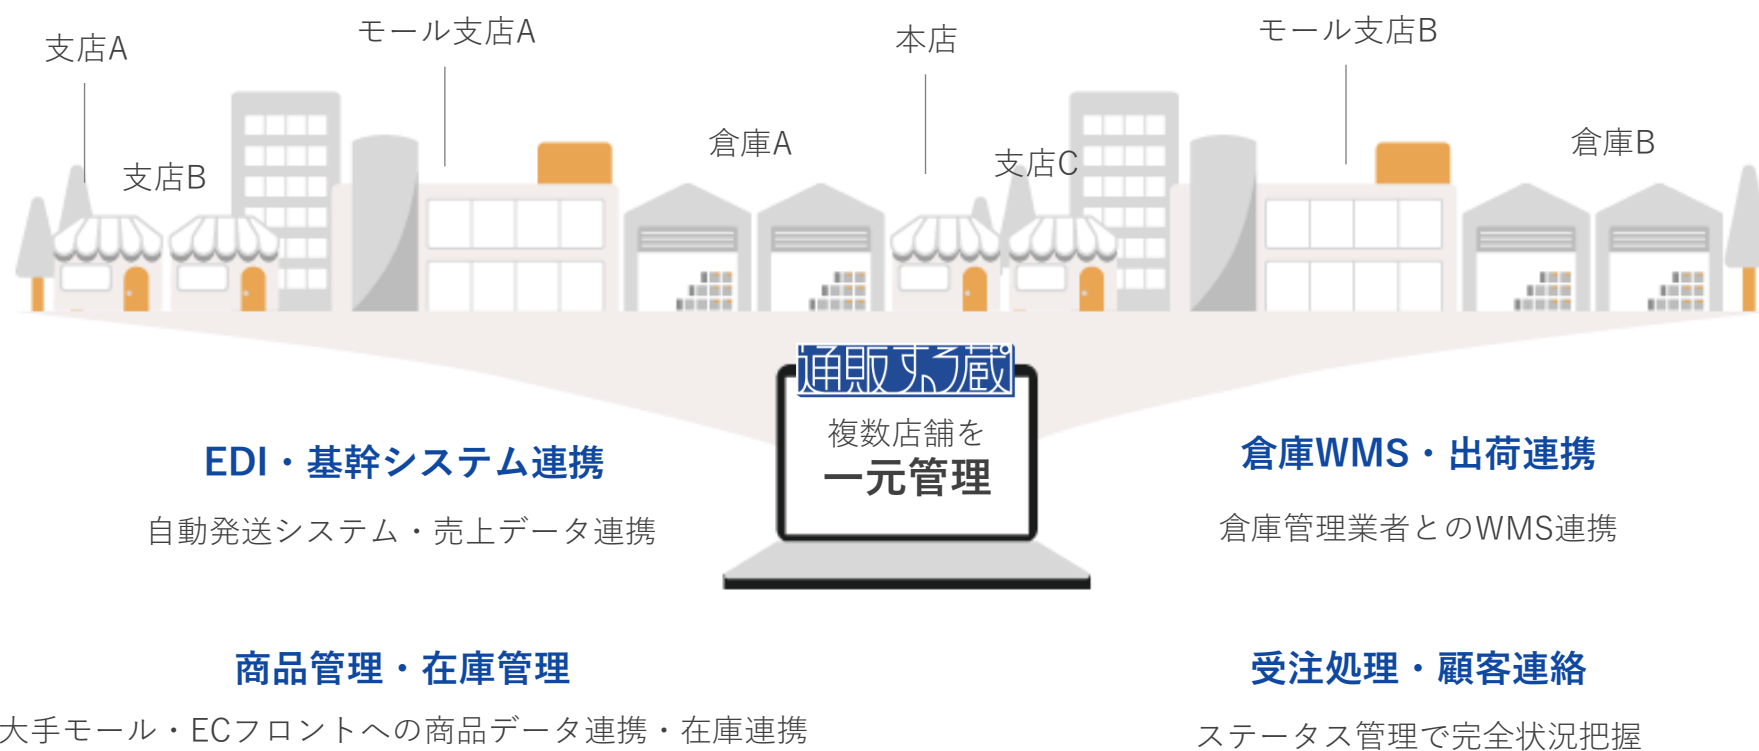 支店A
モール支店A
本店
モール支店B
支店B
倉庫A
支店C
倉庫B
通販する蔵
複数店舗を
一元管理
EDI・基幹システム連携
自動発送システム・売上データ連携
倉庫WMS・出荷連携
倉庫管理業者とのWMS連携
商品管理・在庫管理
大手モール・ECフロントへの商品データ連携・在庫連携
受注処理・顧客連絡
ステータス管理で完全状況把握